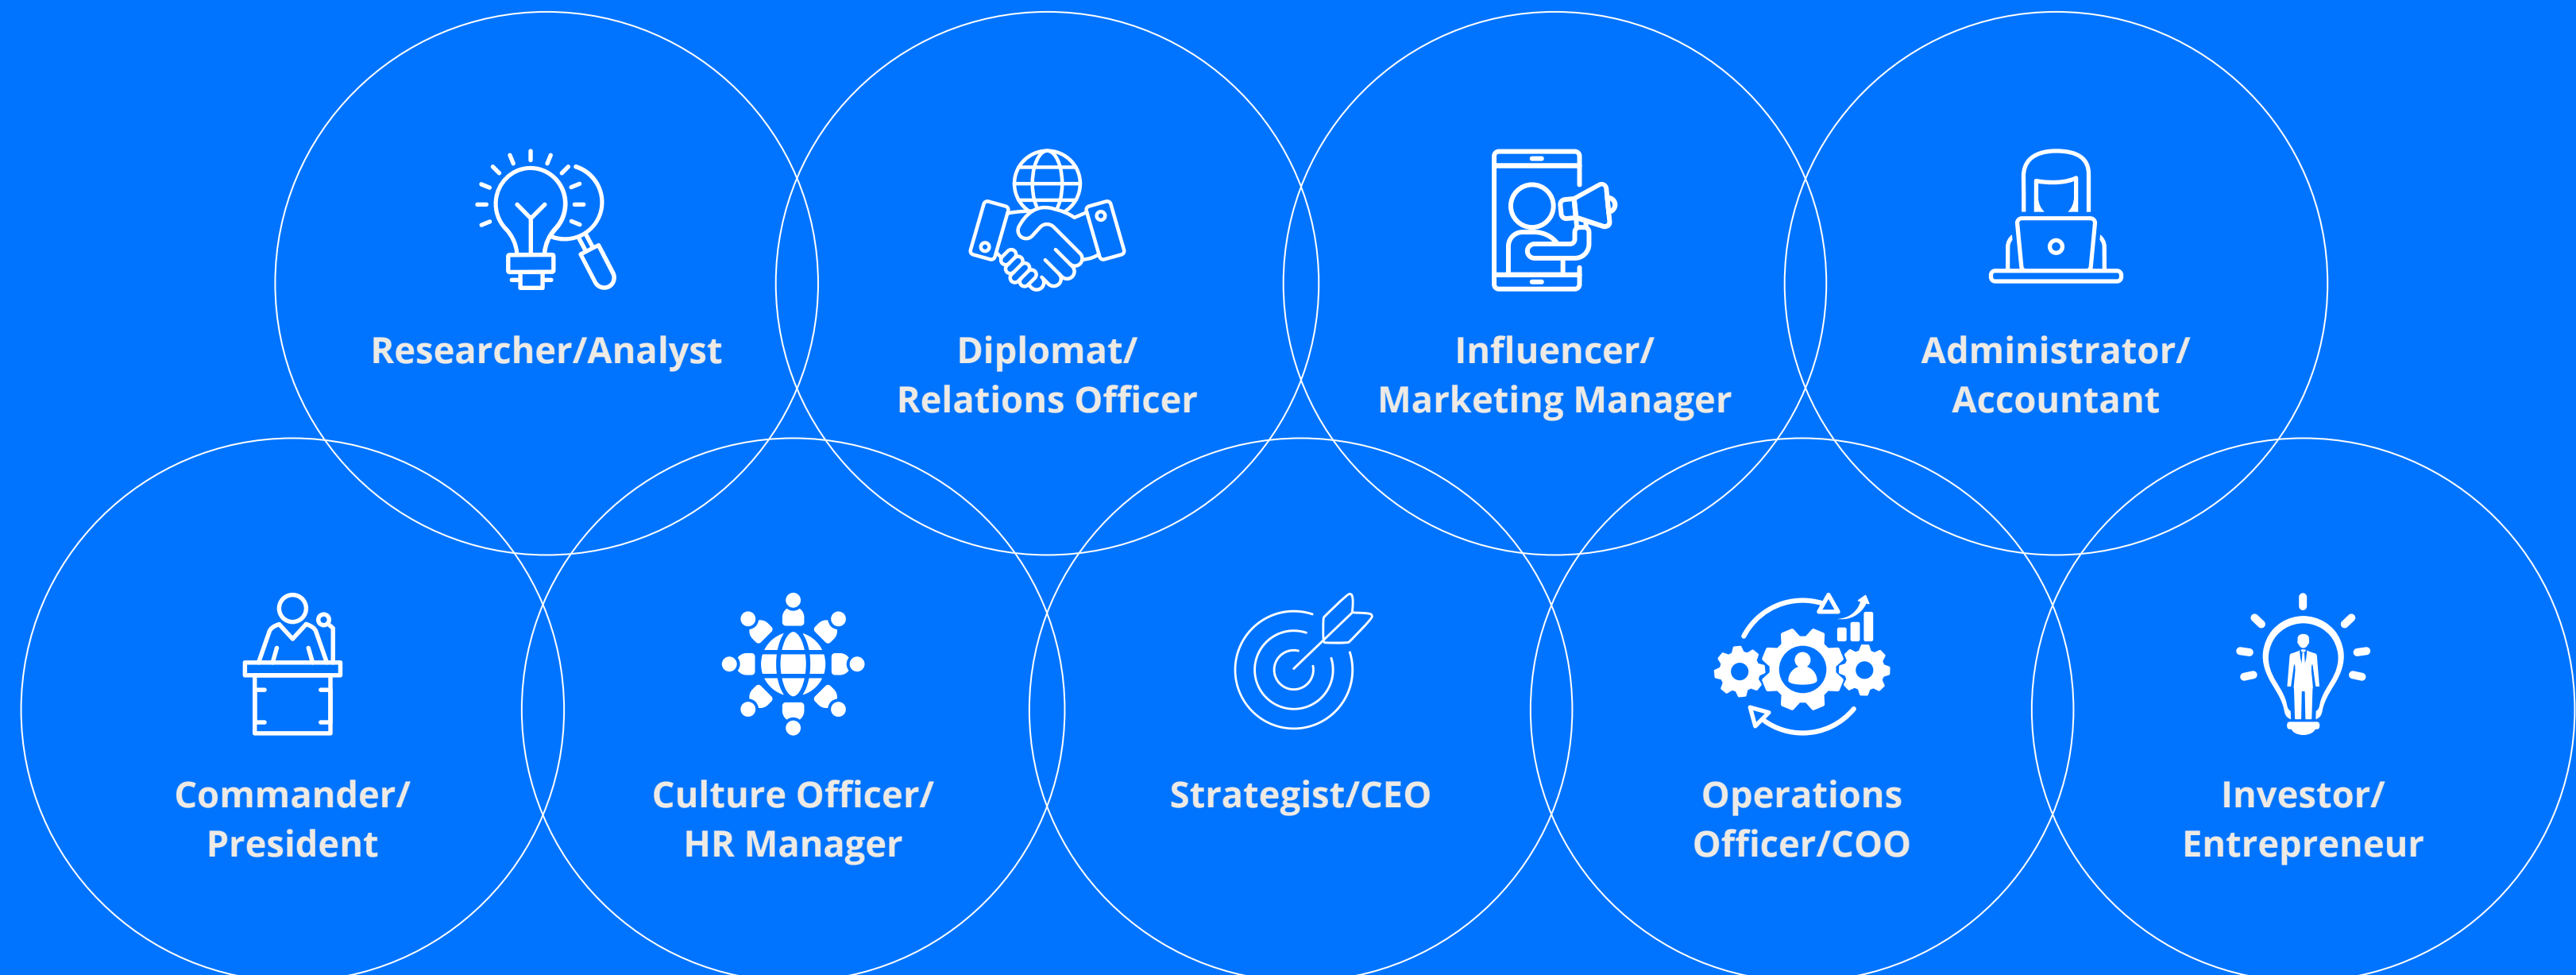 Researcher/Analyst
Diplomat/
Relations Officer
Influencer/
Marketing Manager
Administrator/
Accountant
Commander/
President
Culture Officer/
HR Manager
Strategist/CEO
Operations
Officer/COO
Investor/
Entrepreneur